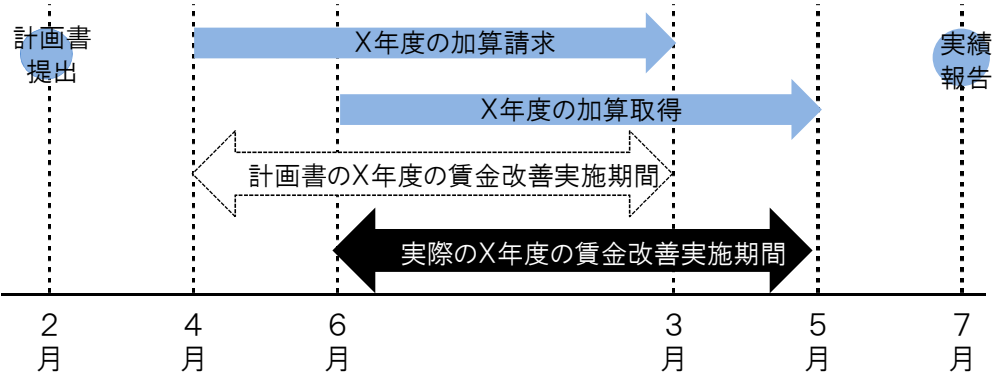 計画書
提出
X年度の加算請求
実績
報告
X年度の加算取得
計画書のX年度の賃金改善実施期間
実際のX年度の賃金改善実施期間
2
月
4
月
6
月
3
月
5
月
7
月